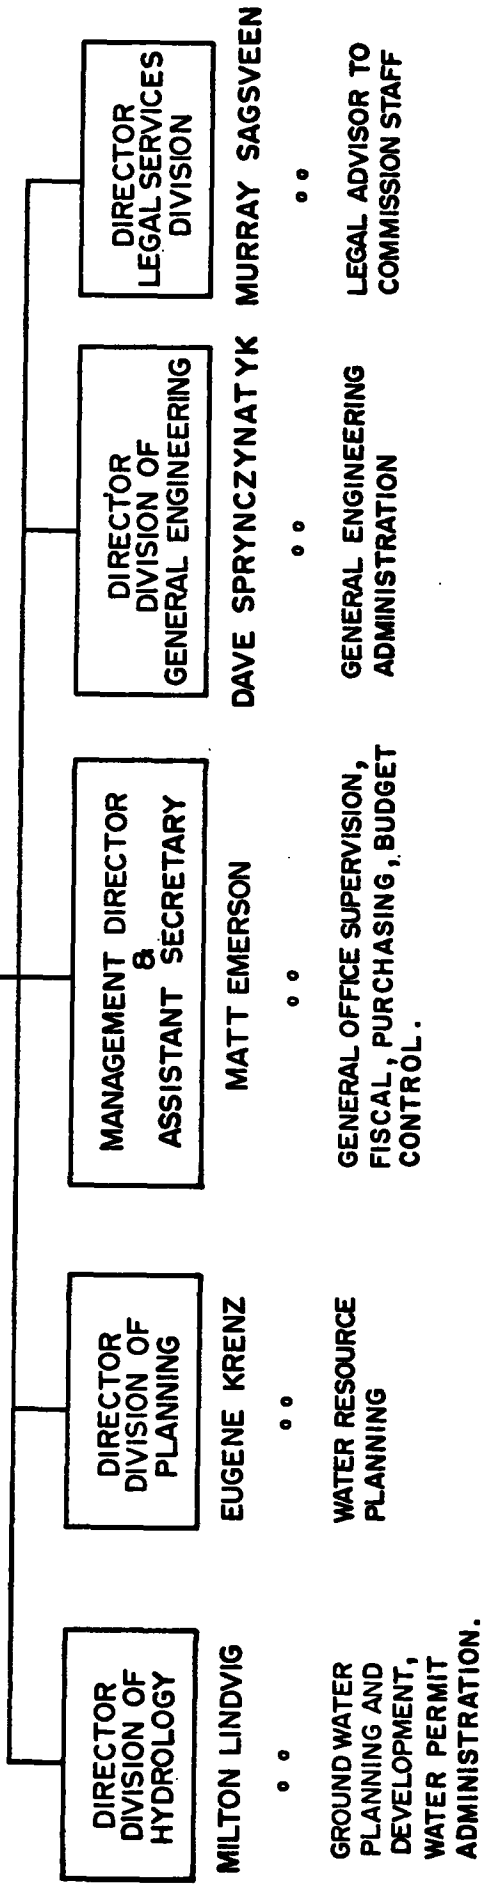 DIRECTOR
DIVISION OF
HYDROLOGY
MILTON LINDVIG
GROUND WATER
PLANNING AND
DEVELOPMENT,
WATER PERMIT
ADMINISTRATION.
DIRECTOR
DIVISION OF
PLANNING
EUGENE KRENZ
WATER RESOURCE
PLANNING
MANAGEMENT DIRECTOR
&
ASSISTANT SECRETARY
MATT EMERSON
GENERAL OFFICE SUPERVISION,
FISCAL, PURCHASING, BUDGET
CONTROL.
DIRECTOR
DIVISION OF
GENERAL ENGINEERING
DAVE SPRYNCZYNATYK
GENERAL ENGINEERING
ADMINISTRATION
DIRECTOR
LEGAL SERVICES
DIVISION
MURRAY SAGSVEEN
LEGAL ADVISOR TO
COMMISSION STAFF